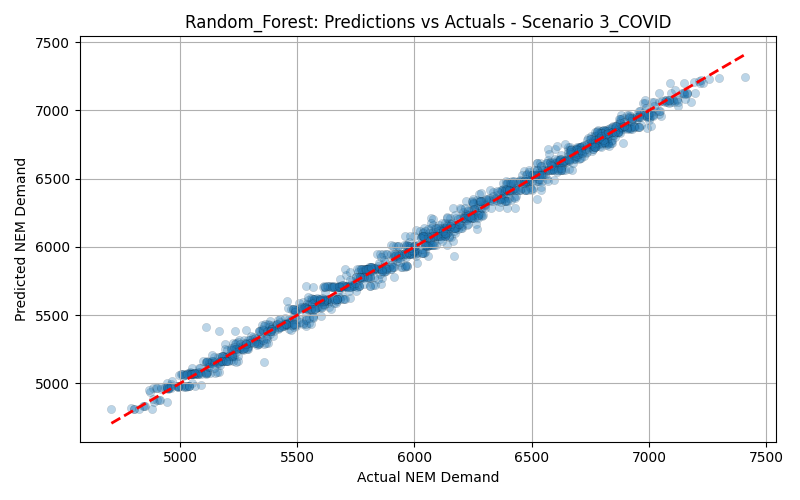 Random_Forest: Predictions vs Actuals - Scenario 3_COVID
7500
7000
6500
6000
5500
5000
Predicted NEM Demand
5000 5500 6000 6500 7000 7500
Actual NEM Demand